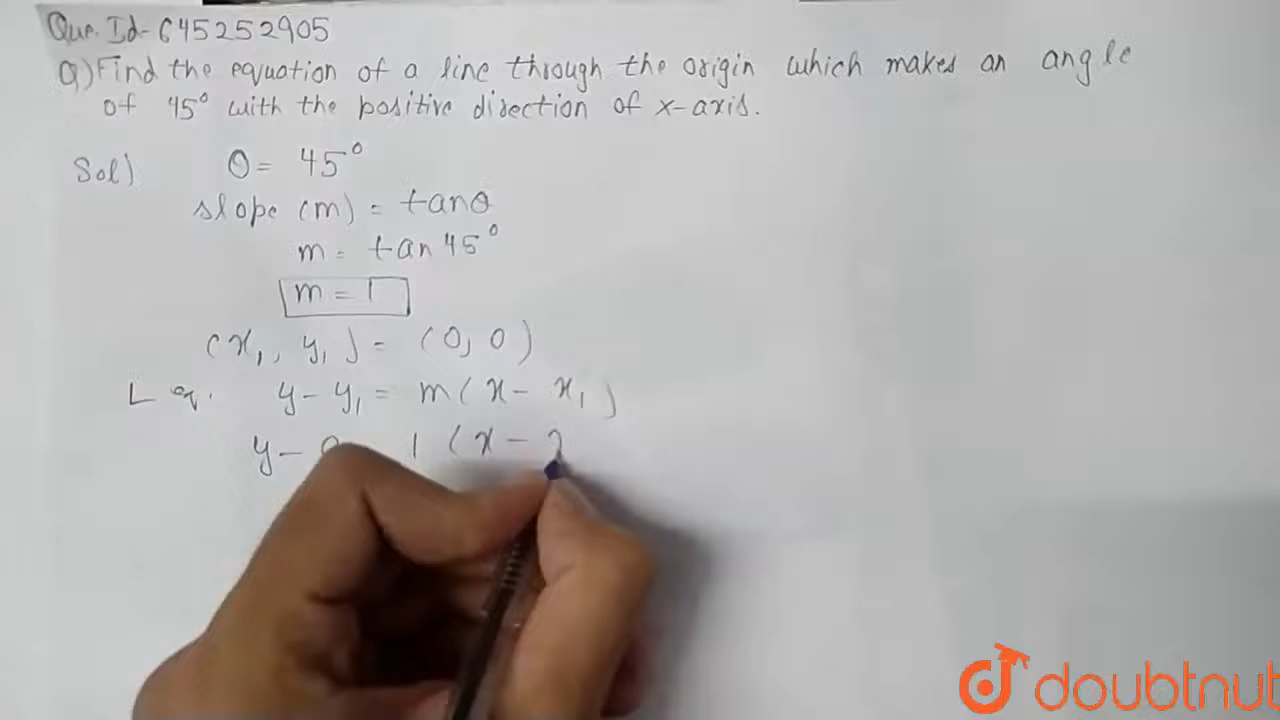 Que. Id- 645252905
Q) Find the equation of a line through the origin which makes an angle
of 45° with the positive direction of x-axis.
Sol) θ = 45°
slope (m) = tanθ
m = tan 45°
m = 1
(x₁, y₁) = (0, 0)
eq. y - y₁ = m(x - x₁)
y - 1 (x -
doubtnut